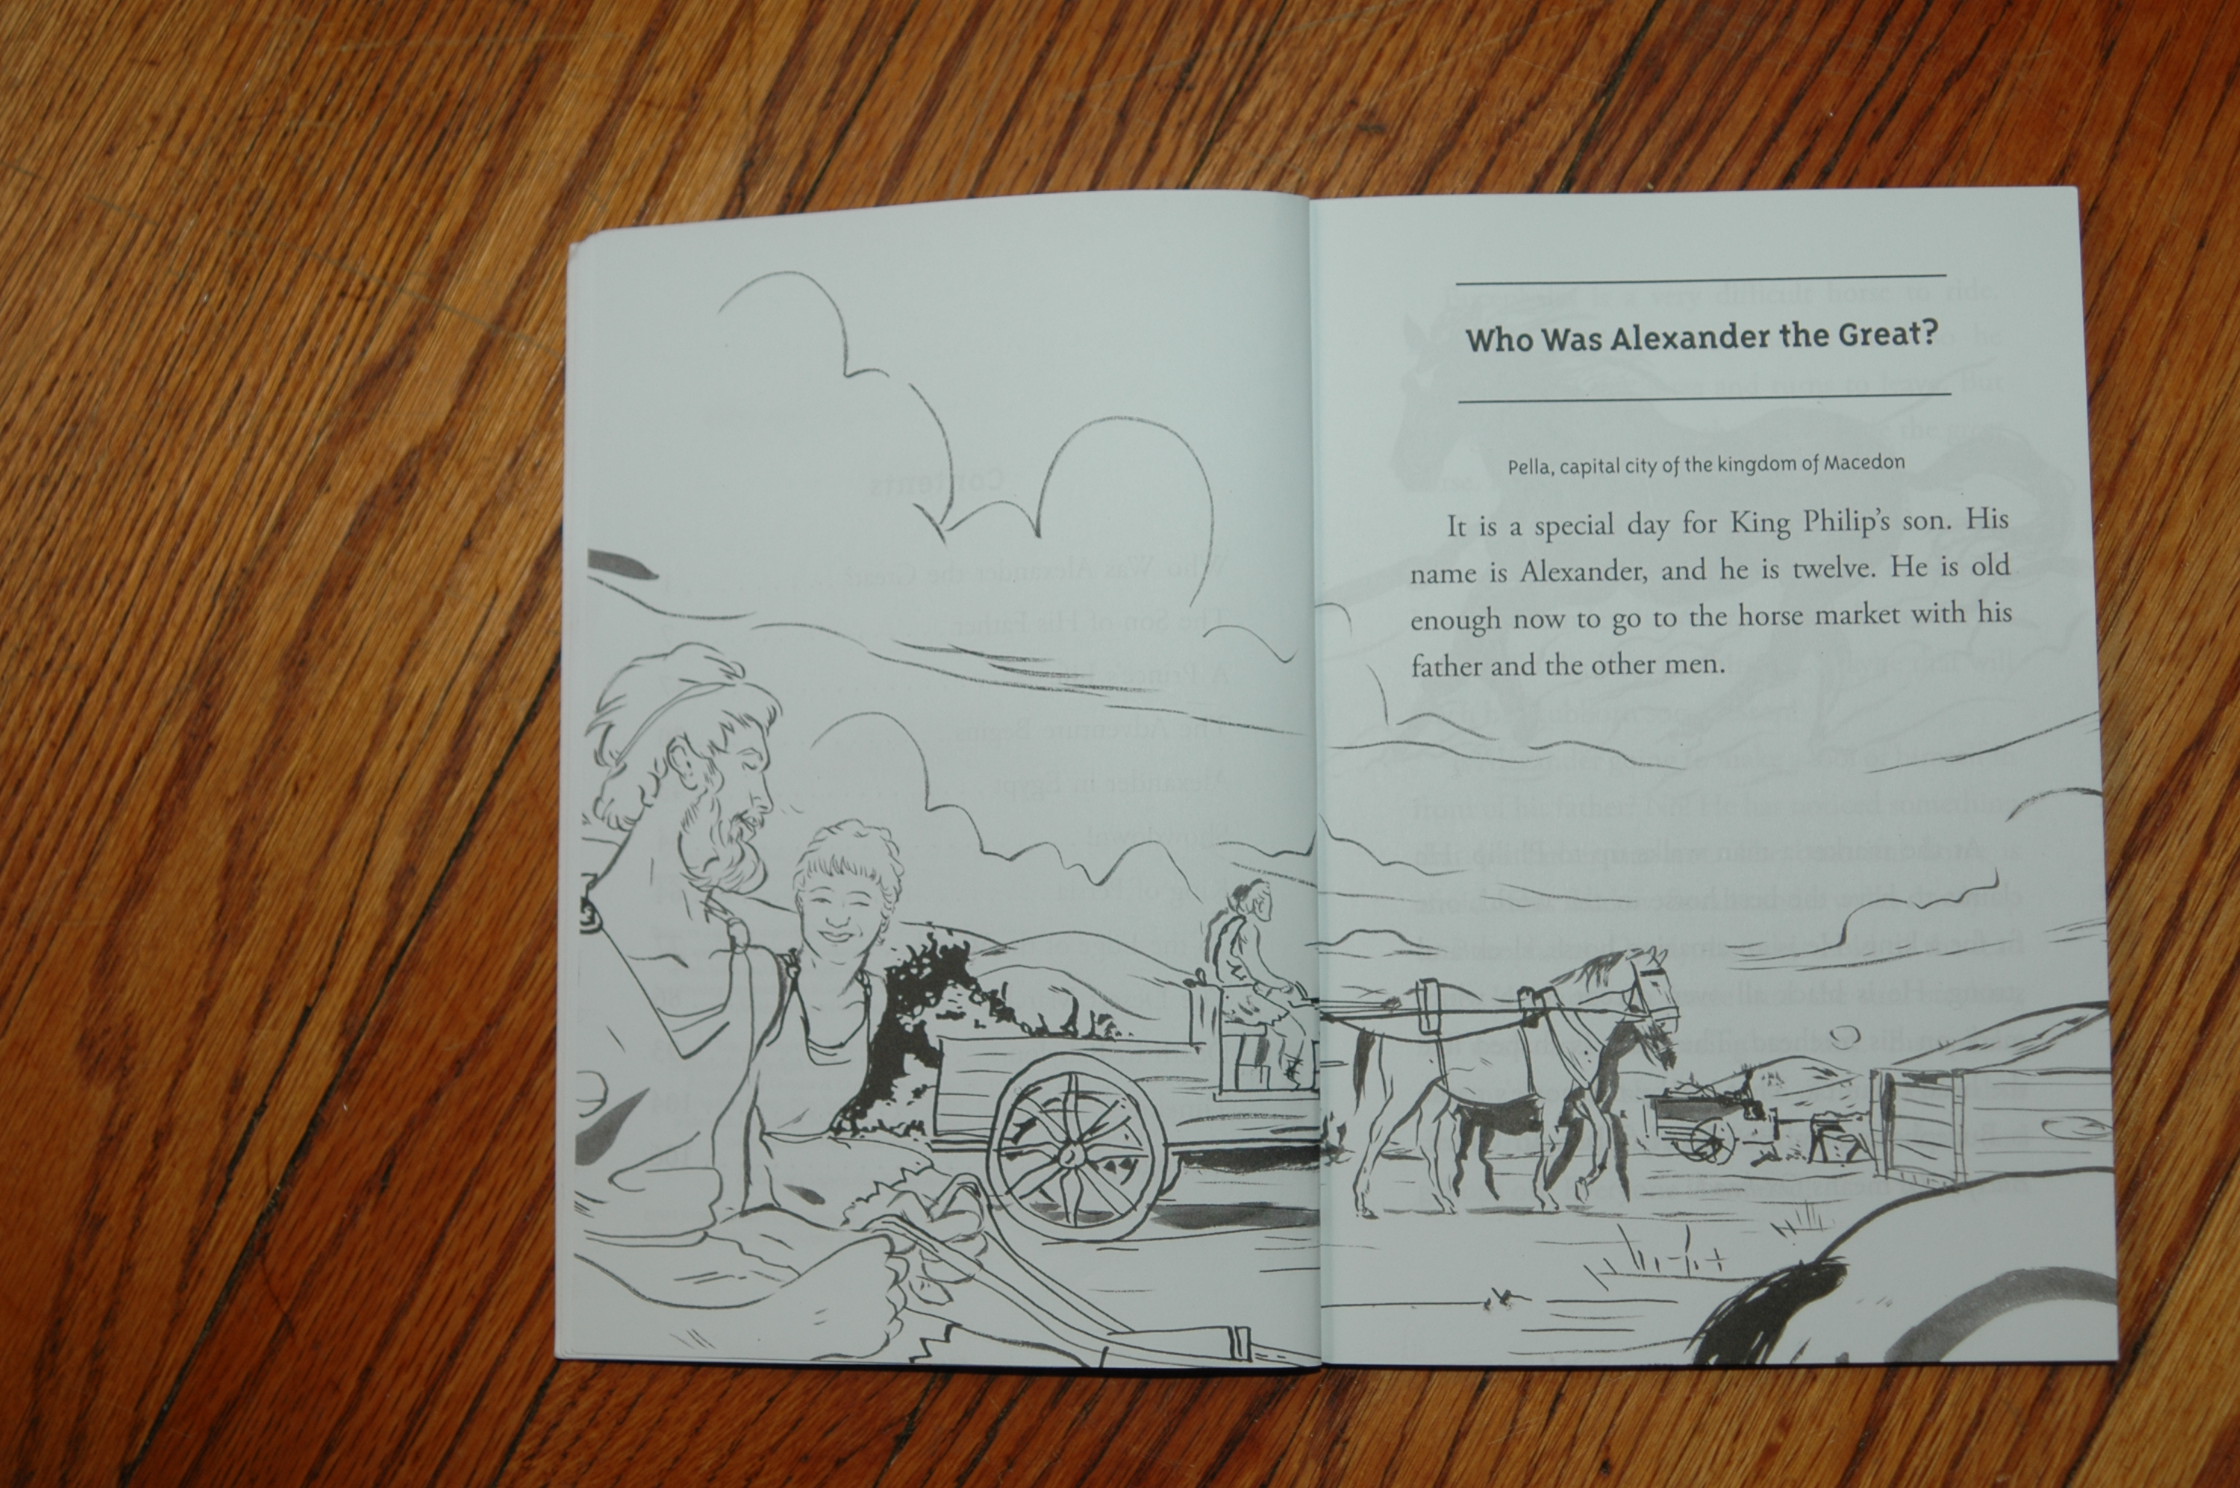 Who Was Alexander the Great?
Pella, capital city of the kingdom of Macedon
It is a special day for King Philip's son. His
name is Alexander, and he is twelve. He is old
enough now to go to the horse market with his
father and the other men.